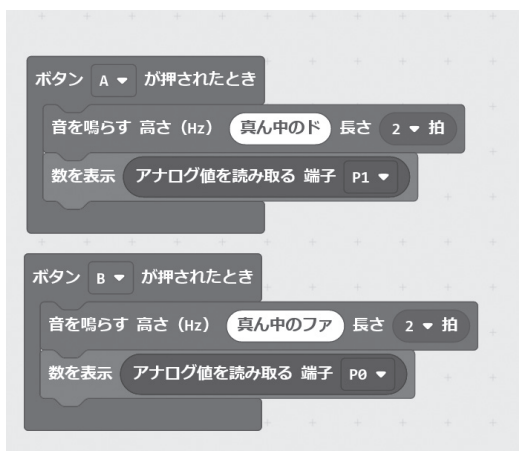 ボタン A が押されたとき
音を鳴らす 高さ (Hz) 真ん中のド 長さ 2 拍
数を表示 アナログ値を読み取る 端子 P1
ボタン B が押されたとき
音を鳴らす 高さ (Hz) 真ん中のファ 長さ 2 拍
数を表示 アナログ値を読み取る 端子 P0